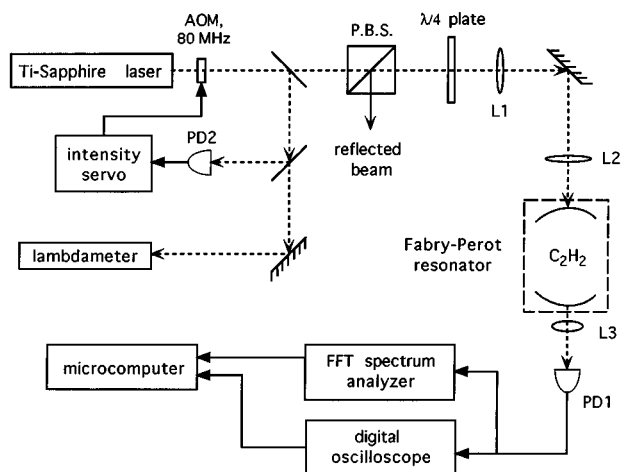 AOM,
80 MHz
Ti-Sapphire laser
P.B.S.
λ/4 plate
L1
reflected
beam
PD2
intensity
servo
L2
lambdameter
Fabry-Perot
resonator
C₂H₂
L3
microcomputer
FFT spectrum
analyzer
PD1
digital
oscilloscope